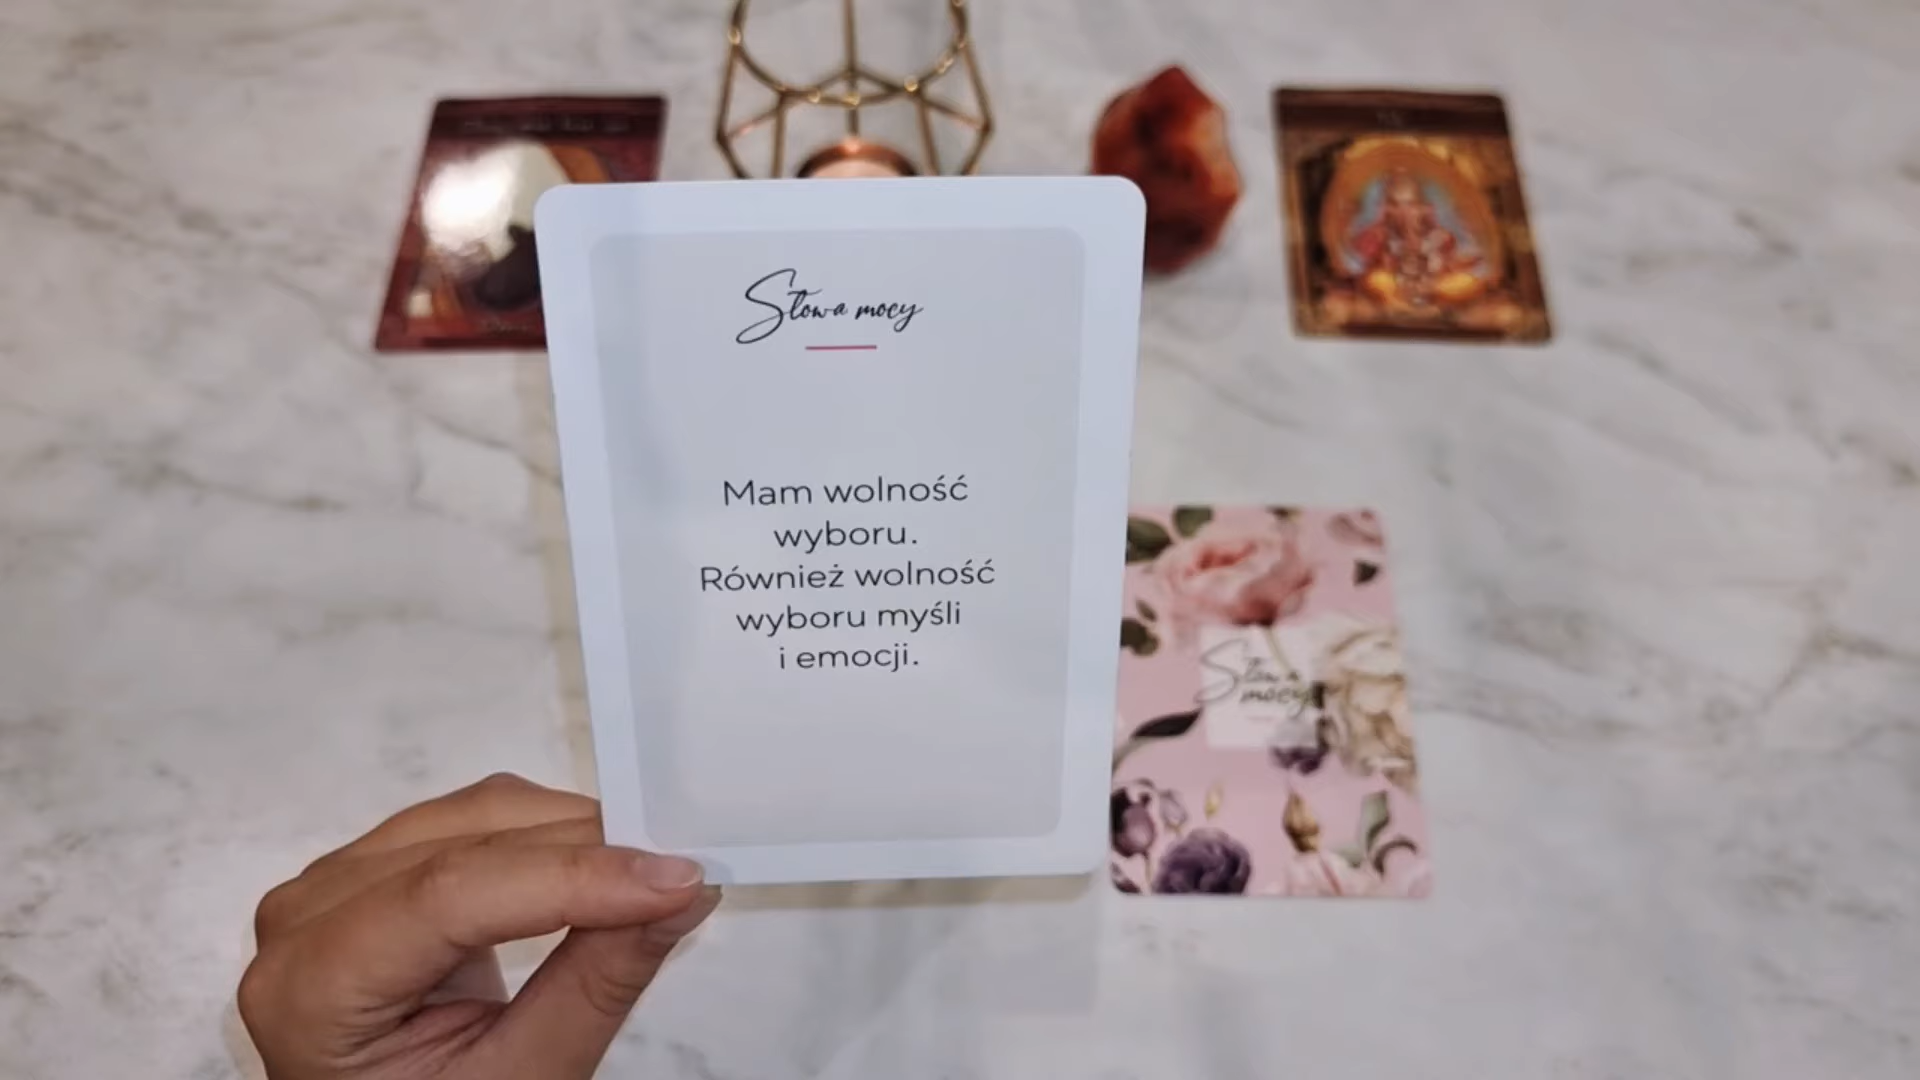 Słowa mocy
Mam wolność
wyboru.
Również wolność
wyboru myśli
i emocji.
Słowa
mocy